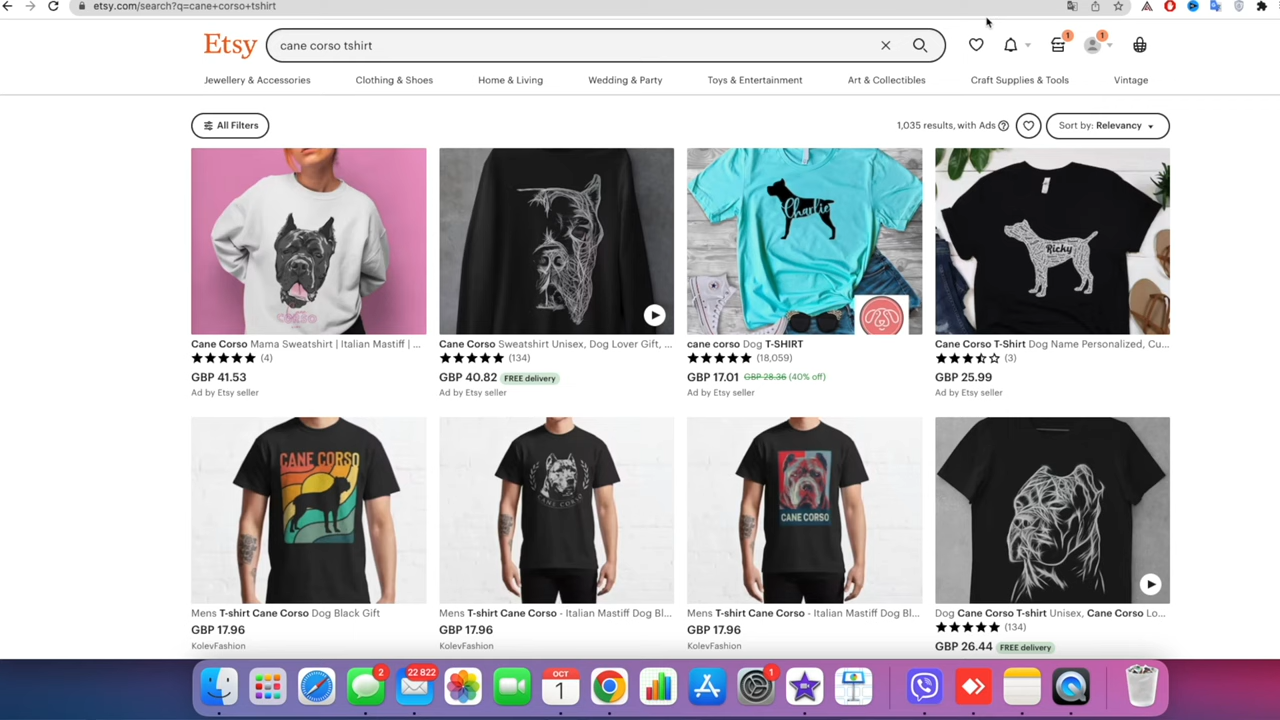 etsy.com/search?q=cane+corso+tshirt
Etsy
cane corso tshirt
1
1
Jewellery & Accessories
Clothing & Shoes
Home & Living
Wedding & Party
Toys & Entertainment
Art & Collectibles
Craft Supplies & Tools
Vintage
All Filters
1,035 results, with Ads
Sort by: Relevancy
CORSO
Charlie
Ricky
Cane Corso Mama Sweatshirt | Italian Mastiff | ...
(4)
GBP 41.53
Ad by Etsy seller
Cane Corso Sweatshirt Unisex, Dog Lover Gift, ...
(134)
GBP 40.82 FREE delivery
Ad by Etsy seller
cane corso Dog T-SHIRT
(18,059)
GBP 17.01 GBP 28.36 (40% off)
Ad by Etsy seller
Cane Corso T-Shirt Dog Name Personalized, Cu...
(3)
GBP 25.99
Ad by Etsy seller
CANE CORSO
CANE CORSO
CANE CORSO
Mens T-shirt Cane Corso Dog Black Gift
GBP 17.96
KolevFashion
Mens T-shirt Cane Corso - Italian Mastiff Dog Bl...
GBP 17.96
KolevFashion
Mens T-shirt Cane Corso - Italian Mastiff Dog Bl...
GBP 17.96
KolevFashion
Dog Cane Corso T-shirt Unisex, Cane Corso Lo...
(134)
GBP 26.44 FREE delivery
2
22 822
OCT
1
1